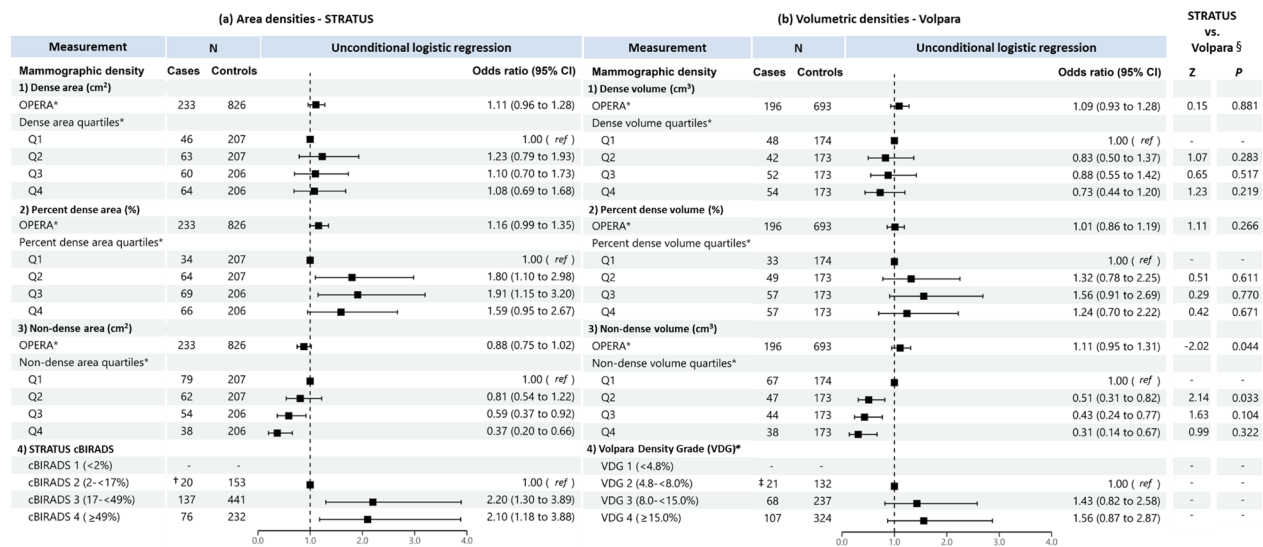 (a) Area densities - STRATUS (b) Volumetric densities - Volpara STRATUS vs. Volpara §
Measurement N Unconditional logistic regression Measurement N Unconditional logistic regression
Mammographic density Cases Controls Odds ratio (95% CI) Mammographic density Cases Controls Odds ratio (95% CI) Z P
1) Dense area (cm²) 1) Dense volume (cm³)
OPERA* 233 826 1.11 (0.96 to 1.28) OPERA* 196 693 1.09 (0.93 to 1.28) 0.15 0.881
Dense area quartiles* Dense volume quartiles*
Q1 46 207 1.00 ( ref ) Q1 48 174 1.00 ( ref ) - -
Q2 63 207 1.23 (0.79 to 1.93) Q2 42 173 0.83 (0.50 to 1.37) 1.07 0.283
Q3 60 206 1.10 (0.70 to 1.73) Q3 52 173 0.88 (0.55 to 1.42) 0.65 0.517
Q4 64 206 1.08 (0.69 to 1.68) Q4 54 173 0.73 (0.44 to 1.20) 1.23 0.219
2) Percent dense area (%) 2) Percent dense volume (%)
OPERA* 233 826 1.16 (0.99 to 1.35) OPERA* 196 693 1.01 (0.86 to 1.19) 1.11 0.266
Percent dense area quartiles* Percent dense volume quartiles*
Q1 34 207 1.00 ( ref ) Q1 33 174 1.00 ( ref ) - -
Q2 64 207 1.80 (1.10 to 2.98) Q2 49 173 1.32 (0.78 to 2.25) 0.51 0.611
Q3 69 206 1.91 (1.15 to 3.20) Q3 57 173 1.56 (0.91 to 2.69) 0.29 0.770
Q4 66 206 1.59 (0.95 to 2.67) Q4 57 173 1.24 (0.70 to 2.22) 0.42 0.671
3) Non-dense area (cm²) 3) Non-dense volume (cm³)
OPERA* 233 826 0.88 (0.75 to 1.02) OPERA* 196 693 1.11 (0.95 to 1.31) -2.02 0.044
Non-dense area quartiles* Non-dense volume quartiles*
Q1 79 207 1.00 ( ref ) Q1 67 174 1.00 ( ref ) - -
Q2 62 207 0.81 (0.54 to 1.22) Q2 47 173 0.51 (0.31 to 0.82) 2.14 0.033
Q3 54 206 0.59 (0.37 to 0.92) Q3 44 173 0.43 (0.24 to 0.77) 1.63 0.104
Q4 38 206 0.37 (0.20 to 0.66) Q4 38 173 0.31 (0.14 to 0.67) 0.99 0.322
4) STRATUS cBIRADS 4) Volpara Density Grade (VDG)*
cBIRADS 1 (<2%) - - VDG 1 (<4.8%) - -
cBIRADS 2 (2-<17%) †20 153 1.00 ( ref ) VDG 2 (4.8-<8.0%) ‡21 132 1.00 ( ref ) - -
cBIRADS 3 (17-<49%) 137 441 2.20 (1.30 to 3.89) VDG 3 (8.0-<15.0%) 68 237 1.43 (0.82 to 2.58) - -
cBIRADS 4 (≥49%) 76 232 2.10 (1.18 to 3.88) VDG 4 (≥15.0%) 107 324 1.56 (0.87 to 2.87) - -
0.0 1.0 2.0 3.0 4.0 0.0 1.0 2.0 3.0 4.0